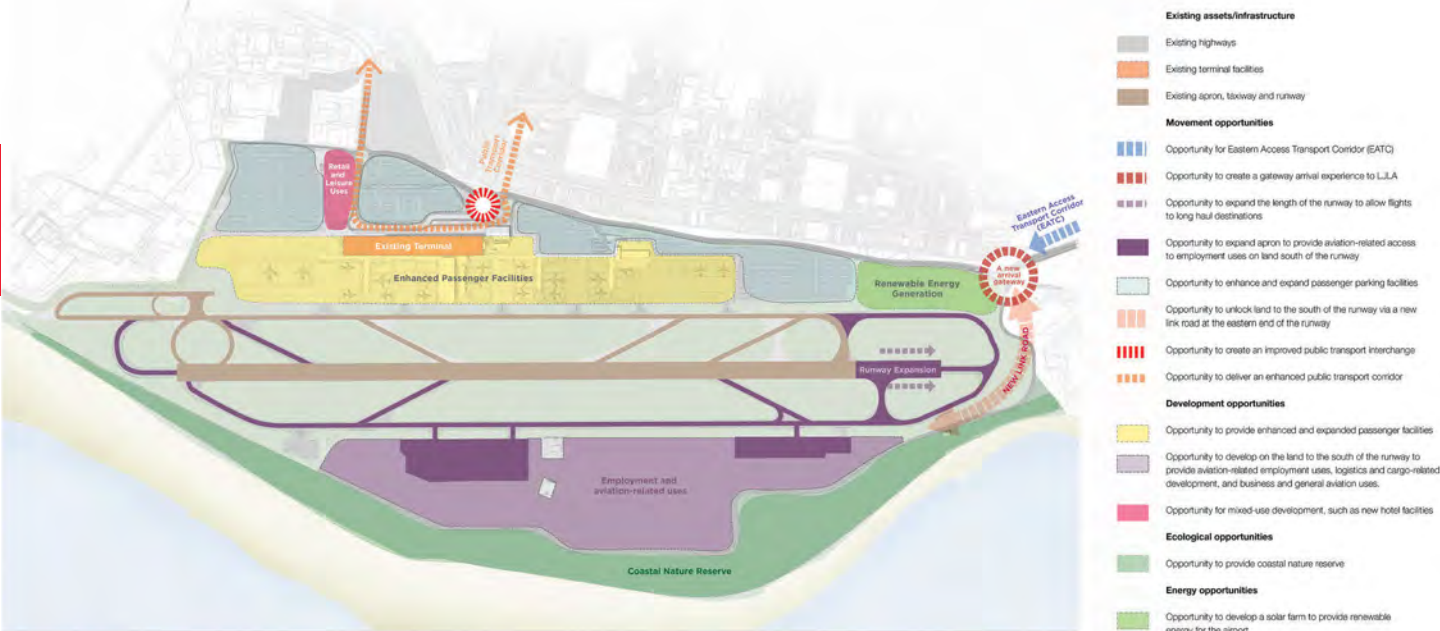 Retail
and
Leisure
Uses
Public
Transport
Corridor
Existing Terminal
Enhanced Passenger Facilities
Eastern Access
Transport Corridor
(EATC)
A new
arrival
gateway
Renewable Energy
Generation
Runway Expansion
NEW LINK ROAD
Employment and
aviation-related uses
Coastal Nature Reserve
Existing assets/infrastructure
Existing highways
Existing terminal facilities
Existing apron, taxiway and runway
Movement opportunities
Opportunity for Eastern Access Transport Corridor (EATC)
Opportunity to create a gateway arrival experience to LJLA
Opportunity to expand the length of the runway to allow flights
to long haul destinations
Opportunity to expand apron to provide aviation-related access
to employment uses on land south of the runway
Opportunity to enhance and expand passenger parking facilities
Opportunity to unlock land to the south of the runway via a new
link road at the eastern end of the runway
Opportunity to create an improved public transport interchange
Opportunity to deliver an enhanced public transport corridor
Development opportunities
Opportunity to provide enhanced and expanded passenger facilities
Opportunity to develop on the land to the south of the runway to
provide aviation-related employment uses, logistics and cargo-related
development, and business and general aviation uses.
Opportunity for mixed-use development, such as new hotel facilities
Ecological opportunities
Opportunity to provide coastal nature reserve
Energy opportunities
Opportunity to develop a solar farm to provide renewable
energy for the airport